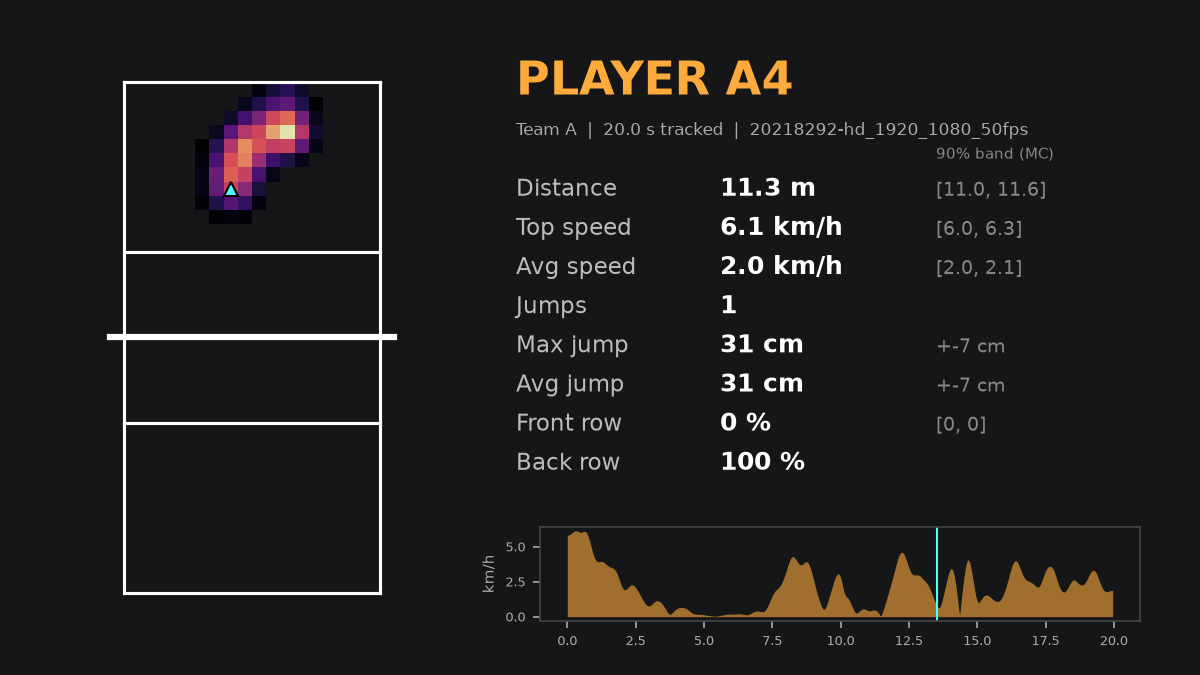 PLAYER A4
Team A | 20.0 s tracked | 20218292-hd_1920_1080_50fps
90% band (MC)
Distance 11.3 m [11.0, 11.6]
Top speed 6.1 km/h [6.0, 6.3]
Avg speed 2.0 km/h [2.0, 2.1]
Jumps 1
Max jump 31 cm +-7 cm
Avg jump 31 cm +-7 cm
Front row 0 % [0, 0]
Back row 100 %
km/h
5.0
2.5
0.0
0.0 2.5 5.0 7.5 10.0 12.5 15.0 17.5 20.0